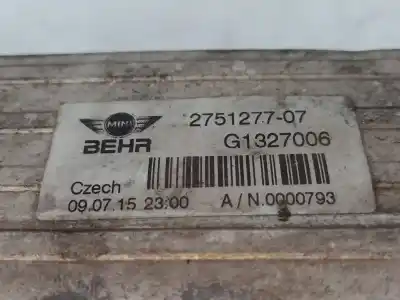 MINI 2751277-07
BEHR G1327006
Czech
09.07.15 23:00 A/N.0000793